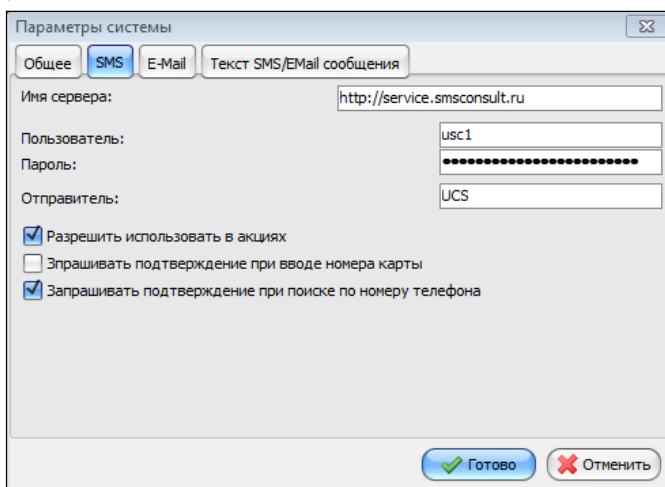 Параметры системы
Общее SMS E-Mail Текст SMS/EMail сообщения
Имя сервера: http://service.smsconsult.ru
Пользователь: usc1
Пароль: ●●●●●●●●●●●●●●●●●●●●●●●●●
Отправитель: UCS
Разрешить использовать в акциях
Зпрашивать подтверждение при вводе номера карты
Запрашивать подтверждение при поиске по номеру телефона
Готово Отменить